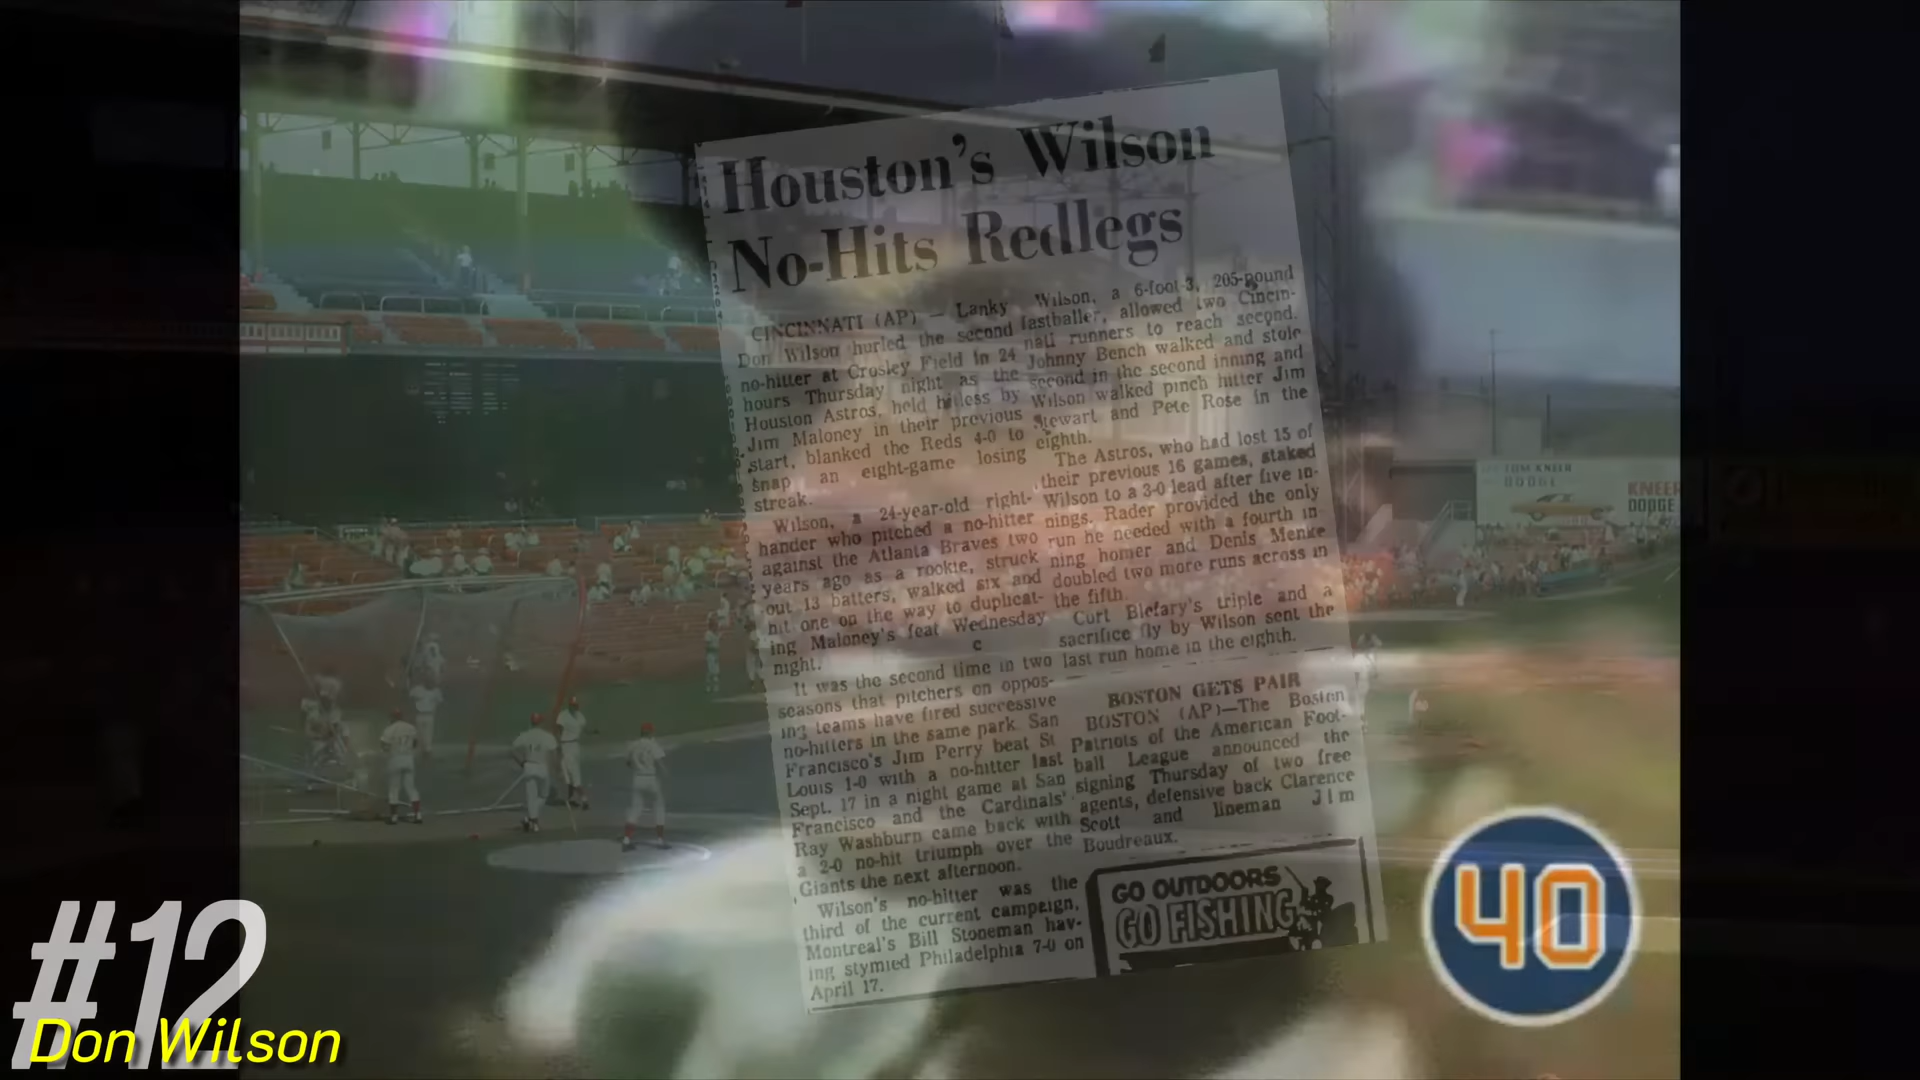 Houston's Wilson
No-Hits Redlegs
CINCINNATI (AP) — Lanky
Don Wilson hurled the second
no-hitter at Crosley Field in 24
hours Thursday night as the
Houston Astros, held hitless by
Jim Maloney in their previous
start, blanked the Reds 4-0 to
snap an eight-game losing
streak.
Wilson, a 24-year-old right-
hander who pitched a no-hitter
against the Atlanta Braves two
years ago as a rookie, struck
out 13 batters, walked six and
hit one on the way to duplicat-
ing Maloney's feat Wednesday
night.
It was the second time in two
seasons that pitchers on oppos-
ing teams have fired successive
no-hitters in the same park. San
Francisco's Jim Perry beat St
Louis 1-0 with a no-hitter last
Sept. 17 in a night game at San
Francisco and the Cardinals'
Ray Washburn came back with
a 2-0 no-hit triumph over the
Giants the next afternoon.
Wilson's no-hitter was the
third of the current campaign,
Montreal's Bill Stoneman hav-
ing stymied Philadelphia 7-0 on
April 17.
Wilson, a 6-foot-3, 205-pound
fastballer, allowed two Cincin-
nati runners to reach second.
Johnny Bench walked and stole
second in the second inning and
Wilson walked pinch hitter Jim
Stewart and Pete Rose in the
eighth.
The Astros, who had lost 15 of
their previous 16 games, staked
Wilson to a 3-0 lead after five in-
nings. Rader provided the only
run he needed with a fourth in-
ning homer and Denis Menke
doubled two more runs across in
the fifth.
Curt Blefary's triple and a
sacrifice fly by Wilson sent the
last run home in the eighth.
c
BOSTON GETS PAIR
BOSTON (AP)—The Boston
Patriots of the American Foot-
ball League announced the
signing Thursday of two free
agents, defensive back Clarence
Scott and lineman Jim
Boudreaux.
GO OUTDOORS
GO FISHING
TOM KNEER
DODGE
KNEER
DODGE
40
#12
Don Wilson